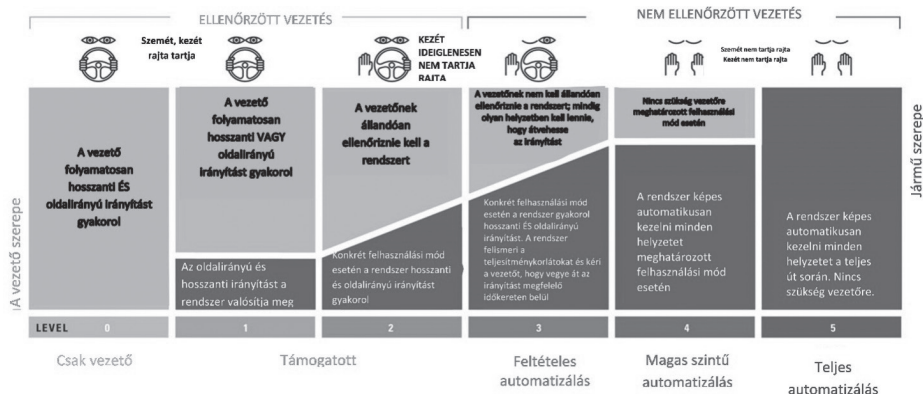 ELLENŐRZÖTT VEZETÉS
NEM ELLENŐRZÖTT VEZETÉS
Szemét, kezét
rajta tartja
KEZÉT
IDEIGLENESEN
NEM TARTJA
RAJTA
Szemét nem tartja rajta
Kezét nem tartja rajta
A vezető szerepe
A vezető
folyamatosan
hosszanti ÉS
oldalirányú irányítást
gyakorol
A vezető
folyamatosan
hosszanti VAGY
oldalirányú
irányítást gyakorol
Az oldalirányú és
hosszanti irányítást a
rendszer valósítja meg
A vezetőnek
állandóan
ellenőriznie kell a
rendszert
Konkrét felhasználási mód
esetén a rendszer hosszanti
és oldalirányú irányítást
gyakorol
A vezetőnek nem kell állandóan
ellenőriznie a rendszert; mindig
olyan helyzetben kell lennie,
hogy átvehesse
az irányítást
Konkrét felhasználási mód
esetén a rendszer gyakorol
hosszanti ÉS oldalirányú
irányítást. A rendszer
felismeri a
teljesítménykorlátokat és kéri
a vezetőt, hogy vegye át az
irányítást megfelelő
időkereten belül
Nincs szükség vezetőre
meghatározott felhasználási
mód esetén
A rendszer képes
automatikusan
kezelni minden
helyzetet
meghatározott
felhasználási mód
esetén
A rendszer képes
automatikusan
kezelni minden
helyzetet a teljes
út során. Nincs
szükség vezetőre.
Jármű szerepe
LEVEL 0 1 2 3 4 5
Csak vezető
Támogatott
Feltételes
automatizálás
Magas szintű
automatizálás
Teljes
automatizálás